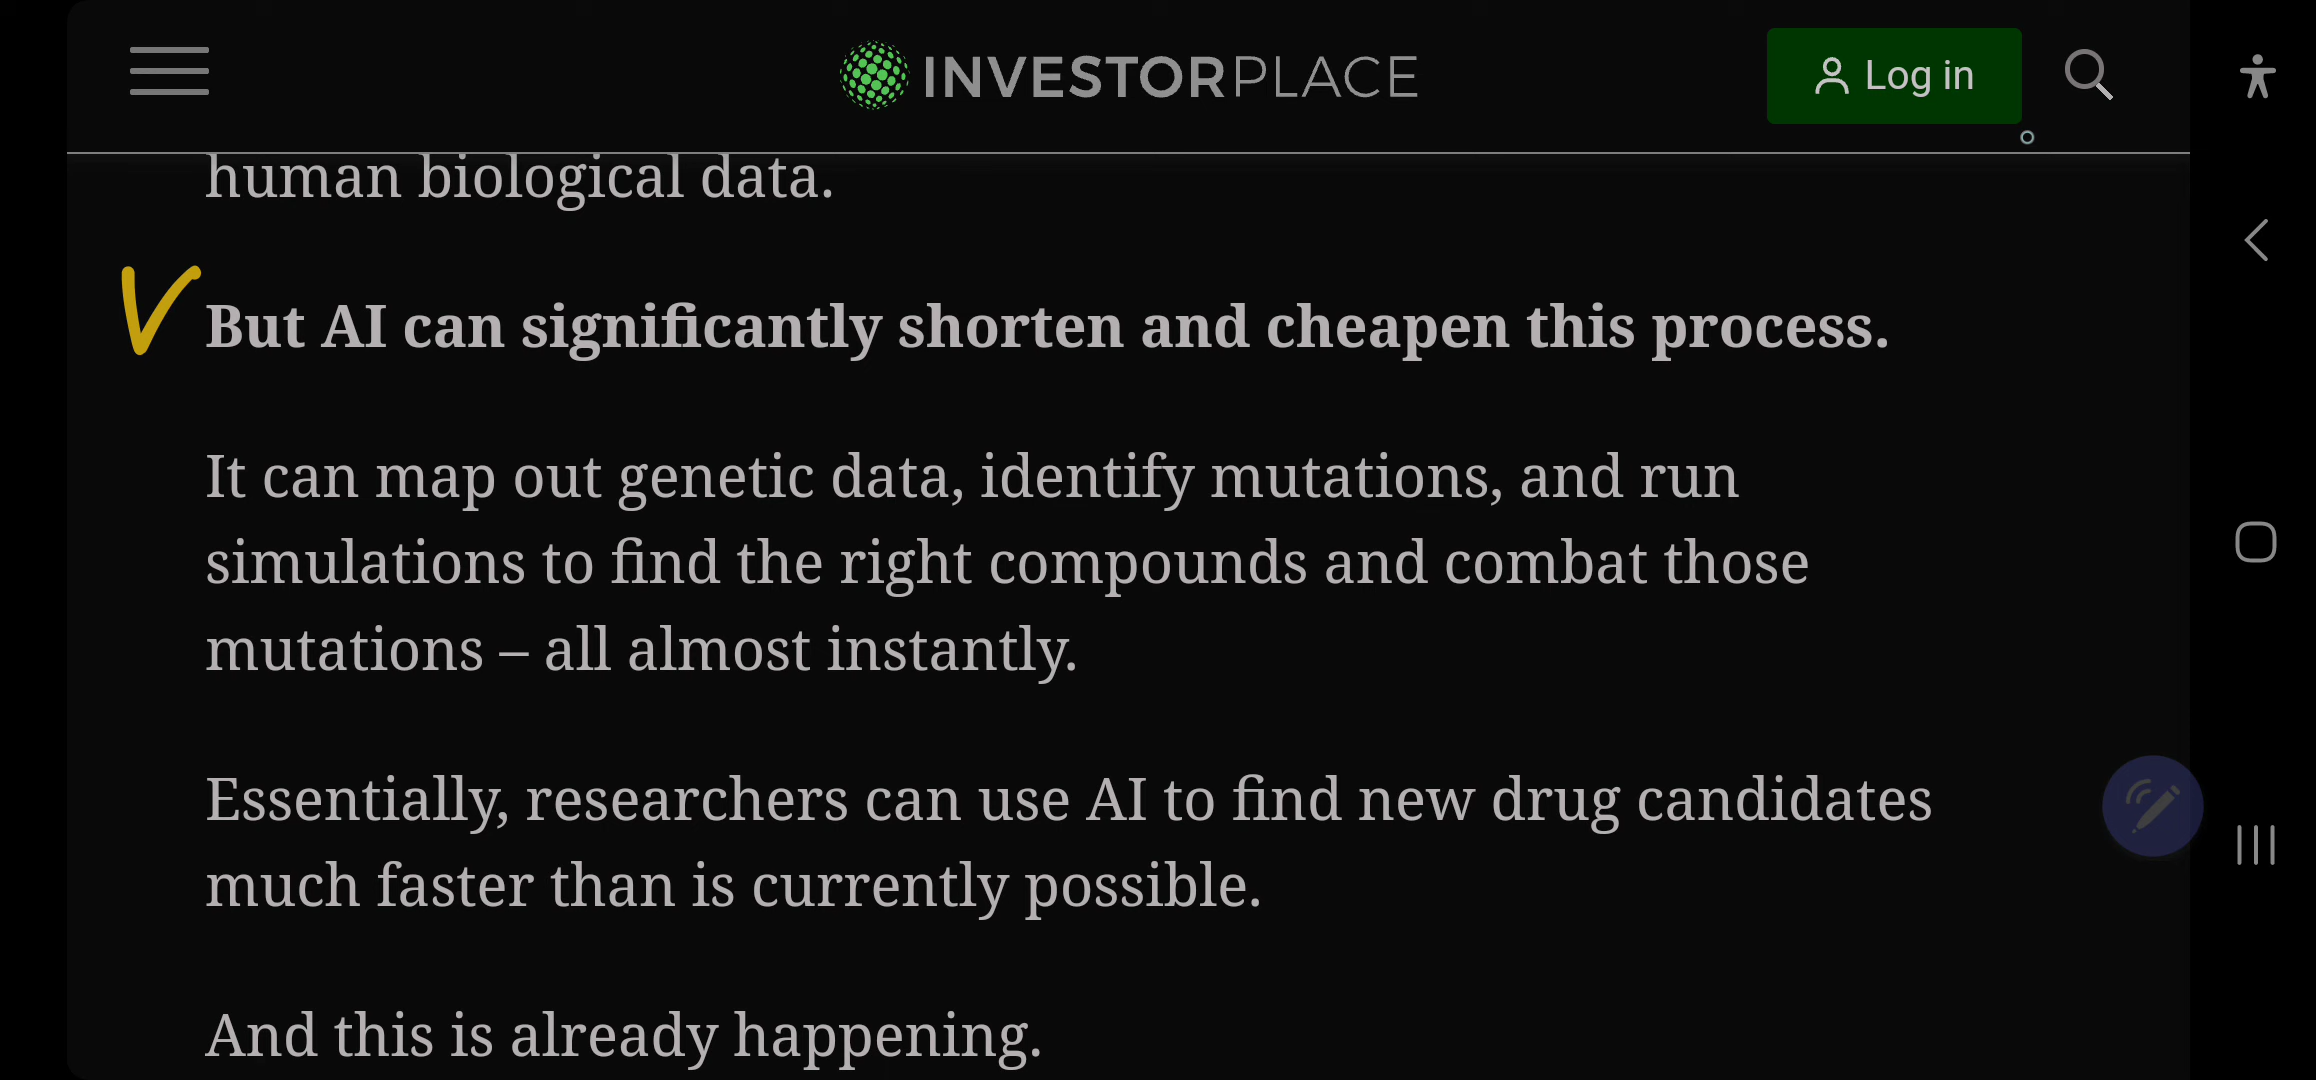 INVESTORPLACE
Log in
human biological data.
But AI can significantly shorten and cheapen this process.
It can map out genetic data, identify mutations, and run
simulations to find the right compounds and combat those
mutations – all almost instantly.
Essentially, researchers can use AI to find new drug candidates
much faster than is currently possible.
And this is already happening.